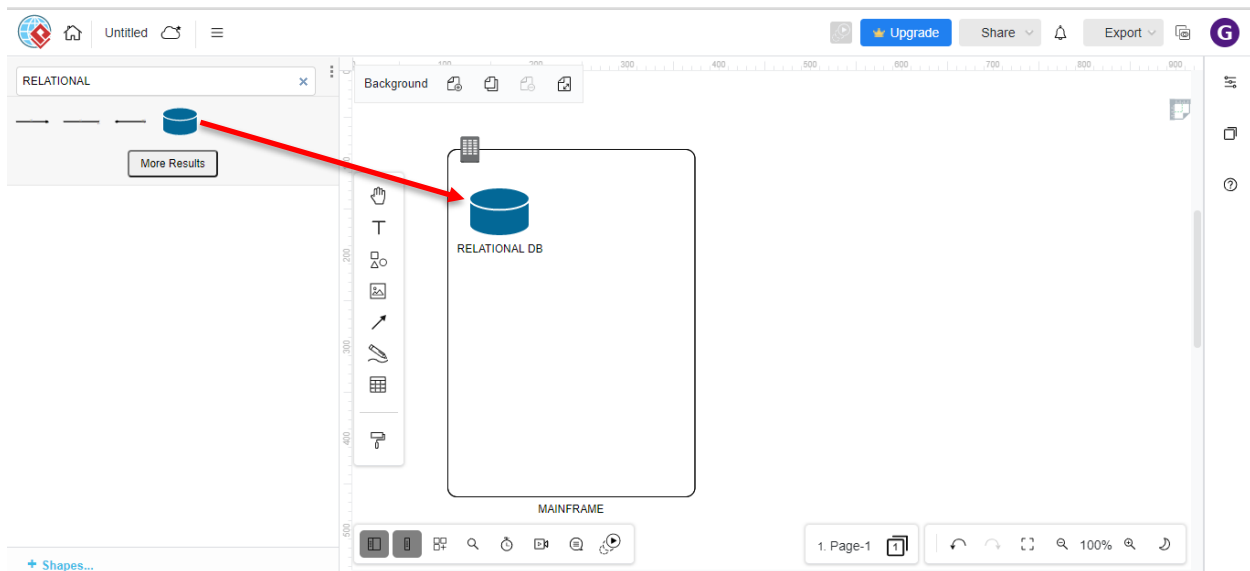 Untitled
Upgrade
Share
Export
G
RELATIONAL
More Results
Background
100 200 300 400 500 600 700 800 900
RELATIONAL DB
200
300
400
500
MAINFRAME
1. Page-1
1
100%
+ Shapes...